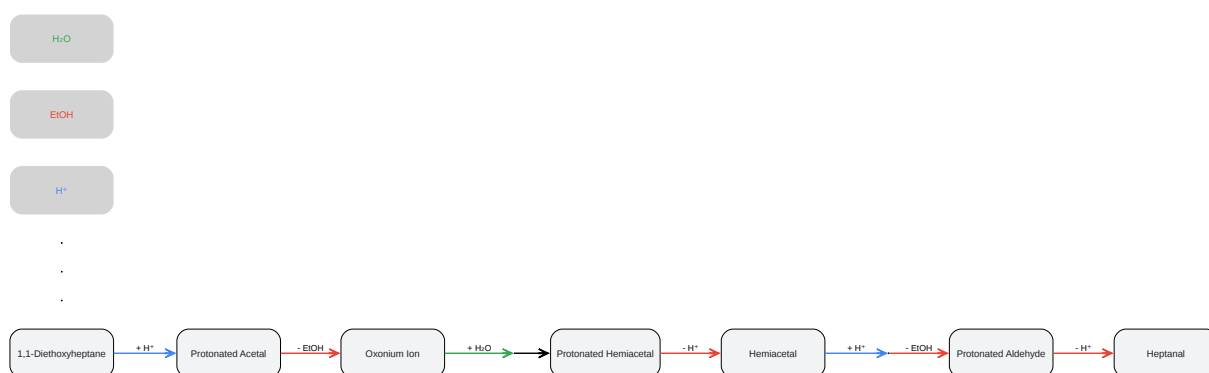 H₂O
EtOH
H⁺
.
.
.
1,1-Diethoxyheptane + H⁺ Protonated Acetal - EtOH Oxonium Ion + H₂O Protonated Hemiacetal - H⁺ Hemiacetal + H⁺ - EtOH Protonated Aldehyde - H⁺ Heptanal